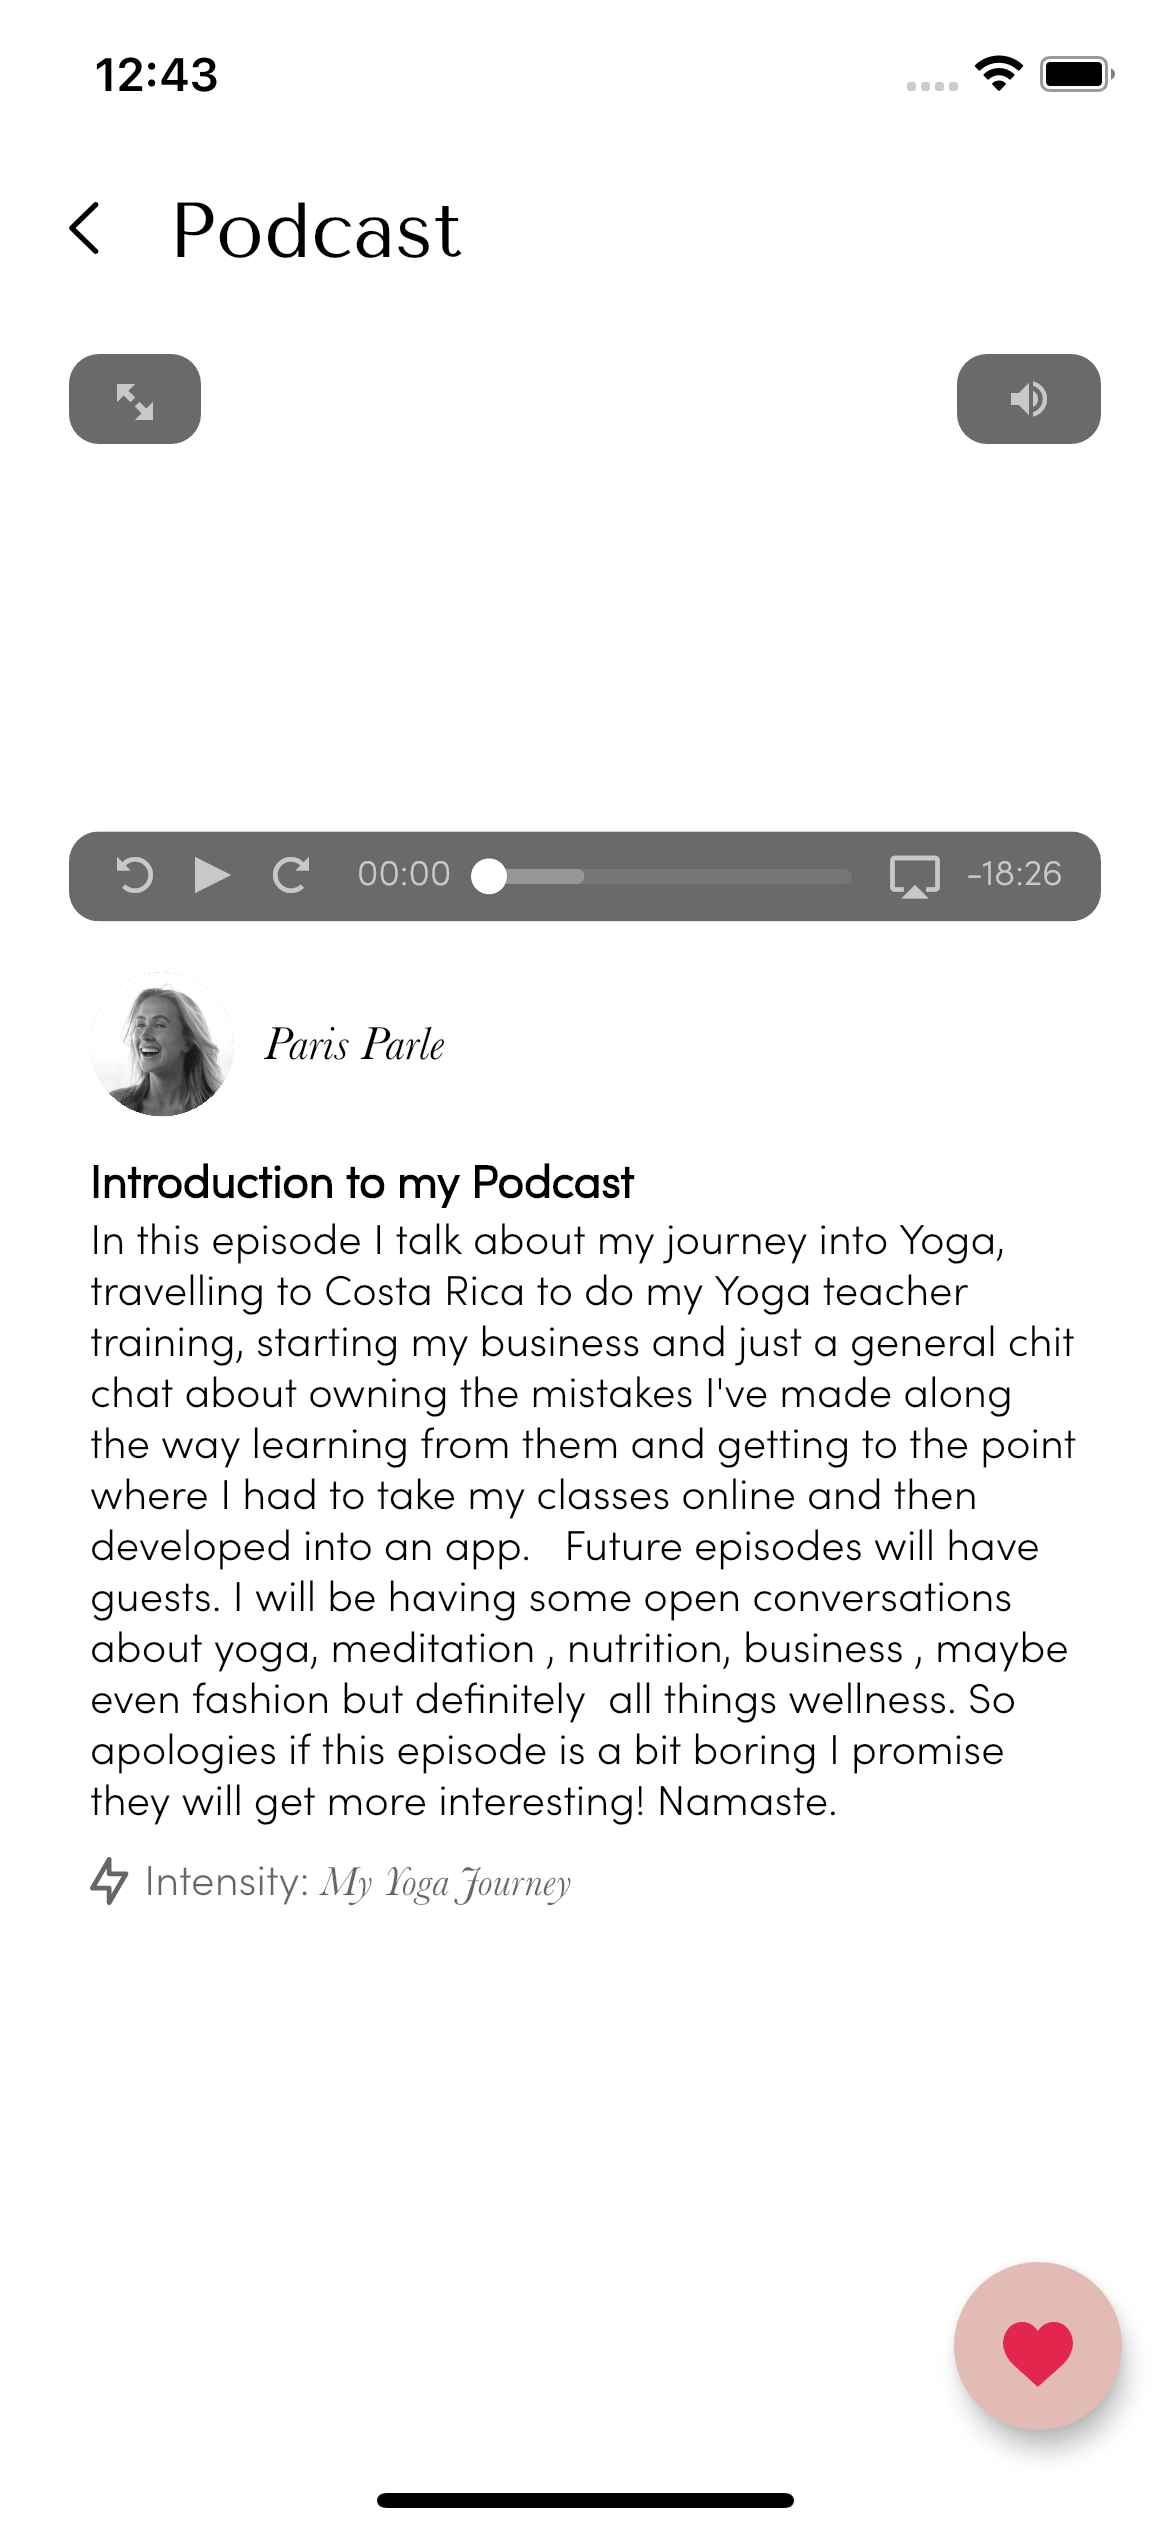 12:43
Podcast
00:00
-18:26
Paris Parle
Introduction to my Podcast
In this episode I talk about my journey into Yoga,
travelling to Costa Rica to do my Yoga teacher
training, starting my business and just a general chit
chat about owning the mistakes I've made along
the way learning from them and getting to the point
where I had to take my classes online and then
developed into an app.   Future episodes will have
guests. I will be having some open conversations
about yoga, meditation , nutrition, business , maybe
even fashion but definitely  all things wellness. So
apologies if this episode is a bit boring I promise
they will get more interesting! Namaste.
Intensity: My Yoga Journey